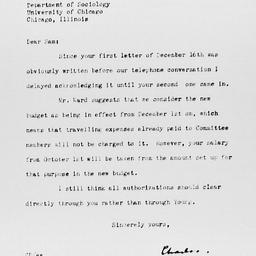 Department of Sociology
University of Chicago
Chicago, Illinois
Dear Sam:
Since your first letter of December 16th was
obviously written before our telephone conversation I
delayed acknowledging it until your second one came in.
Mr. Ward suggests that we consider the new
budget as being in effect from December 1st on, which
means that travelling expenses already paid to Committee
members will not be charged to it. However, your salary
from October 1st will be taken from the amount set up for
that purpose in the new budget.
I still think all authorizations should clear
directly through you rather than through Young.
Sincerely yours,
Charles.